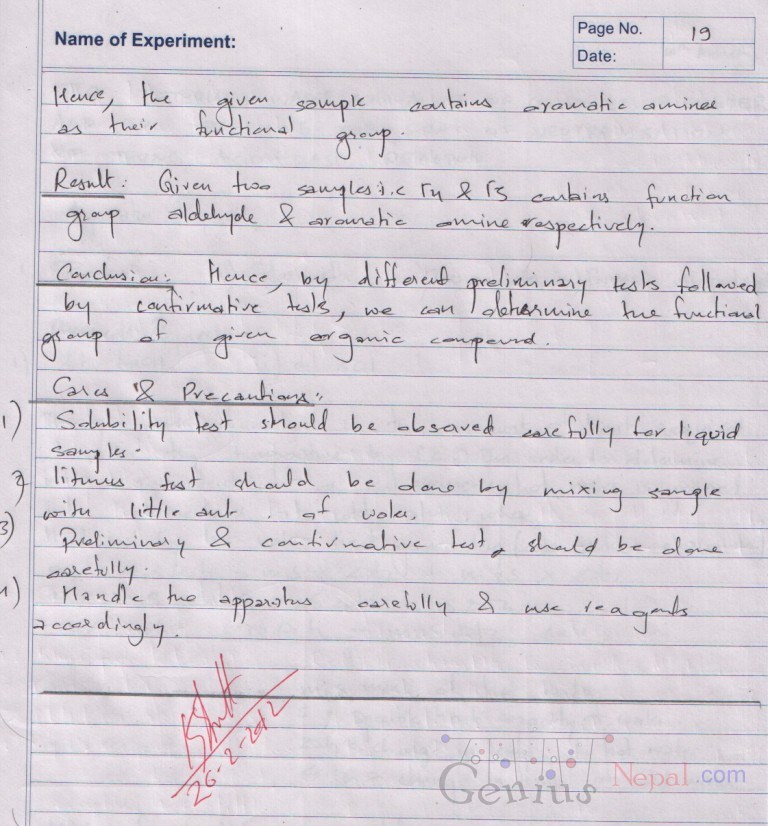 Page No. 19
Name of Experiment:
Date:
Hence, the given sample contains aromatic amines
as their functional group.
Result: Given two samples i.e Γ4 & Γ5 contains function
group aldehyde & aromatic amine respectively.
Conclusion: Hence, by different preliminary tests followed
by confirmative tests, we can determine the functional
group of given organic compound.
Cares & Precautions:
1) Solubility test should be observed carefully for liquid
samples.
2 litmus test should be done by mixing sample
with little amt. of water.
3) Preliminary & confirmative test, should be done
carefully.
4) Handle the apparatus carefully & use reagents
accordingly.
26-2-2012
Genius Nepal.com